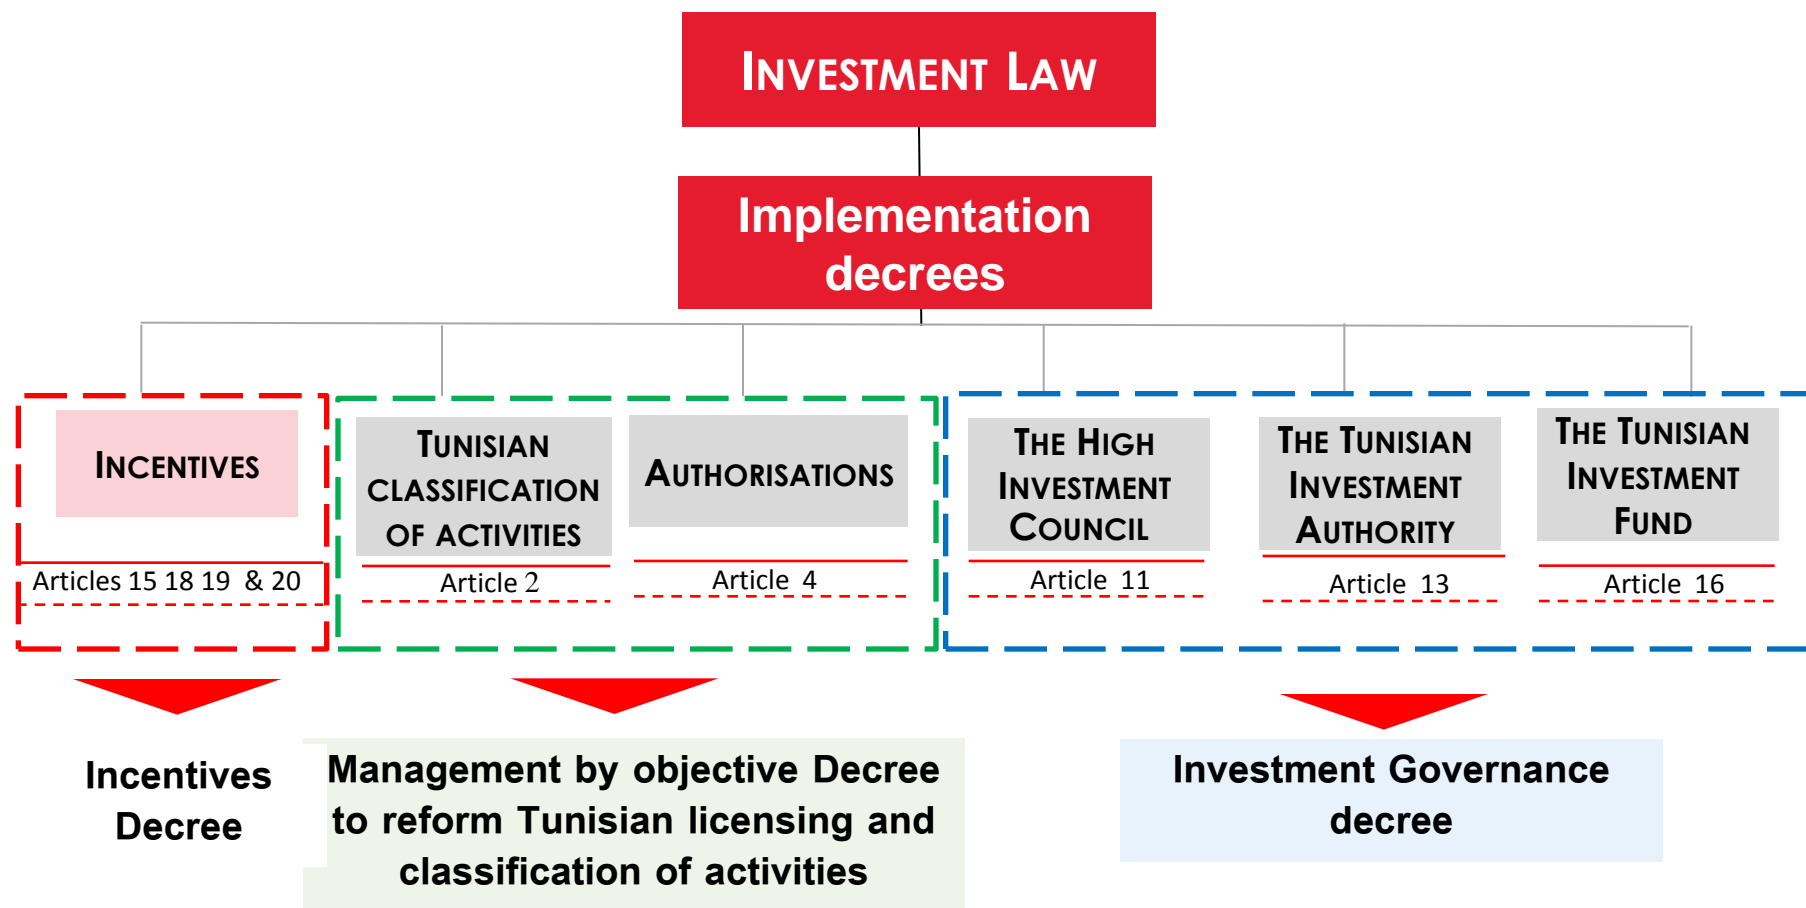 INVESTMENT LAW
Implementation
decrees
INCENTIVES
Articles 15 18 19 & 20
TUNISIAN
CLASSIFICATION
OF ACTIVITIES
Article 2
AUTHORISATIONS
Article 4
THE HIGH
INVESTMENT
COUNCIL
Article 11
THE TUNISIAN
INVESTMENT
AUTHORITY
Article 13
THE TUNISIAN
INVESTMENT
FUND
Article 16
Incentives
Decree
Management by objective Decree
to reform Tunisian licensing and
classification of activities
Investment Governance
decree